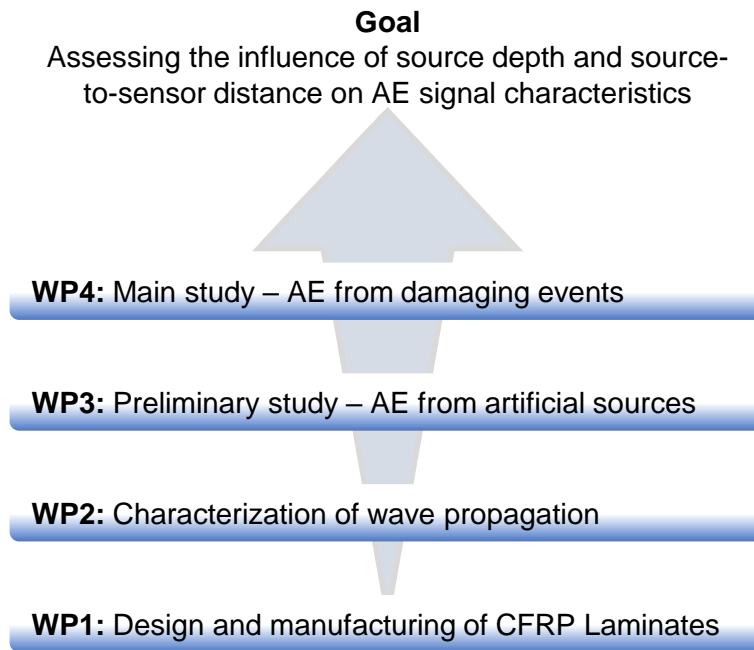 Goal
Assessing the influence of source depth and source-
to-sensor distance on AE signal characteristics
WP4: Main study – AE from damaging events
WP3: Preliminary study – AE from artificial sources
WP2: Characterization of wave propagation
WP1: Design and manufacturing of CFRP Laminates